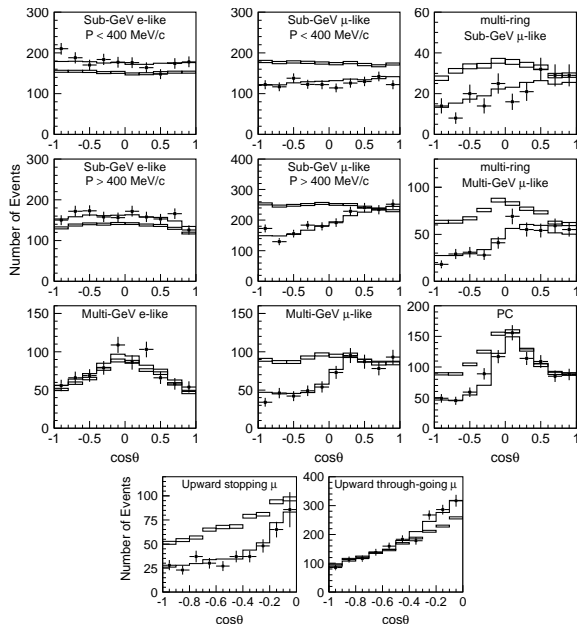 Sub-GeV e-like
P < 400 MeV/c
300
200
100
0
-1 -0.5 0 0.5 1
Sub-GeV μ-like
P < 400 MeV/c
300
200
100
0
-1 -0.5 0 0.5 1
multi-ring
Sub-GeV μ-like
60
40
20
0
-1 -0.5 0 0.5 1
Number of Events
Sub-GeV e-like
P > 400 MeV/c
300
200
100
0
-1 -0.5 0 0.5 1
Sub-GeV μ-like
P > 400 MeV/c
400
300
200
100
0
-1 -0.5 0 0.5 1
multi-ring
Multi-GeV μ-like
100
50
0
-1 -0.5 0 0.5 1
Multi-GeV e-like
150
100
50
0
-1 -0.5 0 0.5 1
cosθ
Multi-GeV μ-like
150
100
50
0
-1 -0.5 0 0.5 1
cosθ
PC
200
150
100
50
0
-1 -0.5 0 0.5 1
cosθ
Number of Events
Upward stopping μ
100
75
50
25
0
-1 -0.8 -0.6 -0.4 -0.2 0
cosθ
Upward through-going μ
400
300
200
100
0
-1 -0.8 -0.6 -0.4 -0.2 0
cosθ